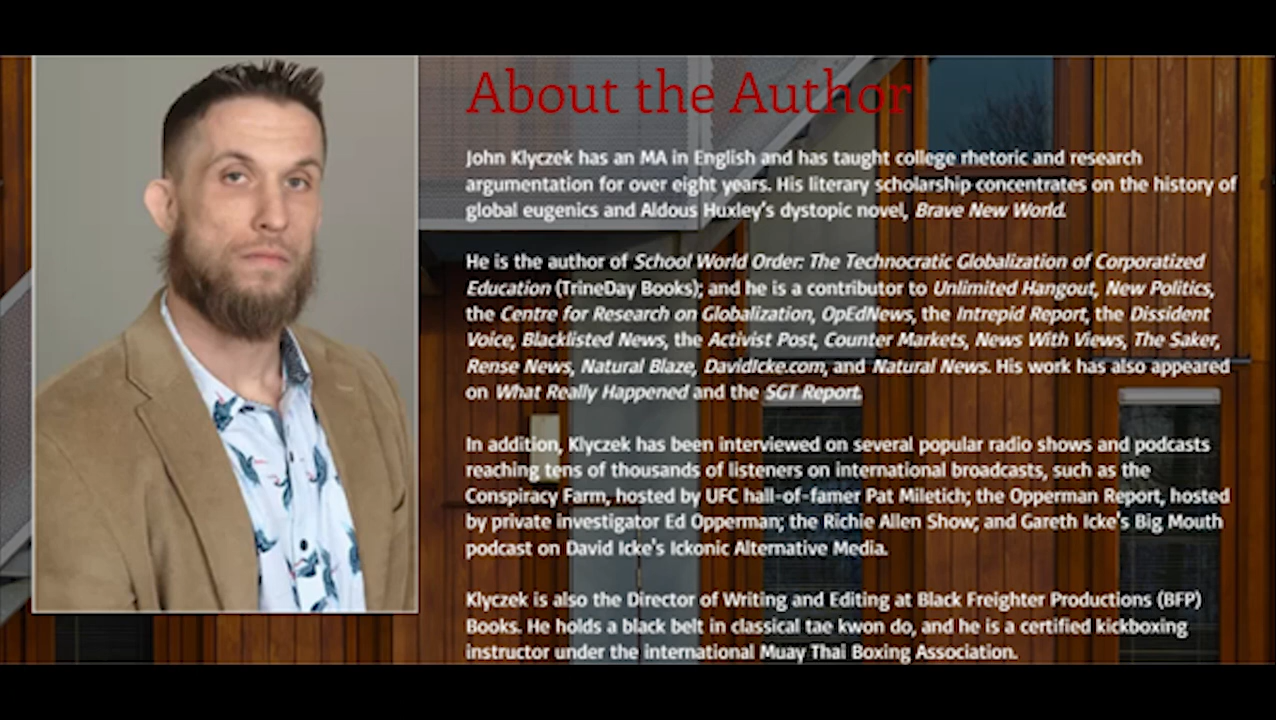 About the Author
John Klyczek has an MA in English and has taught college rhetoric and research
argumentation for over eight years. His literary scholarship concentrates on the history of
global eugenics and Aldous Huxley's dystopic novel, Brave New World.
He is the author of School World Order: The Technocratic Globalization of Corporatized
Education (TrineDay Books); and he is a contributor to Unlimited Hangout, New Politics,
the Centre for Research on Globalization, OpEdNews, the Intrepid Report, the Dissident
Voice, Blacklisted News, the Activist Post, Counter Markets, News With Views, The Saker,
Rense News, Natural Blaze, DavidIcke.com, and Natural News. His work has also appeared
on What Really Happened and the SGT Report.
In addition, Klyczek has been interviewed on several popular radio shows and podcasts
reaching tens of thousands of listeners on international broadcasts, such as the
Conspiracy Farm, hosted by UFC hall-of-famer Pat Miletich; the Opperman Report, hosted
by private investigator Ed Opperman; the Richie Allen Show; and Gareth Icke's Big Mouth
podcast on David Icke's Ickonic Alternative Media.
Klyczek is also the Director of Writing and Editing at Black Freighter Productions (BFP)
Books. He holds a black belt in classical tae kwon do, and he is a certified kickboxing
instructor under the international Muay Thai Boxing Association.